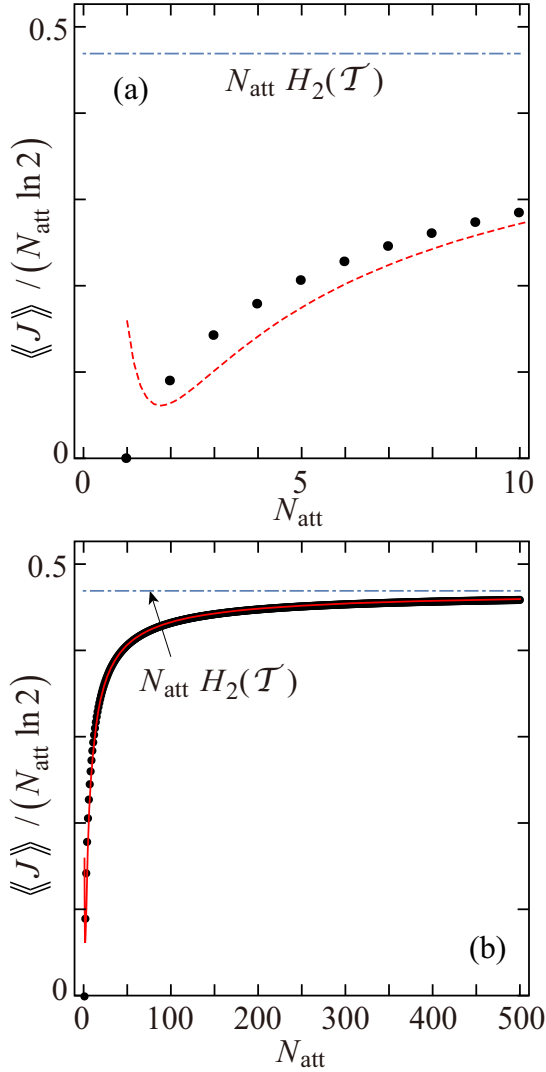 0.5
(a)
N_att H_2(𝒯)
⟪J⟫ / (N_att ln 2)
0
0 5 10
N_att
0.5
N_att H_2(𝒯)
⟪J⟫ / (N_att ln 2)
(b)
0
0 100 200 300 400 500
N_att